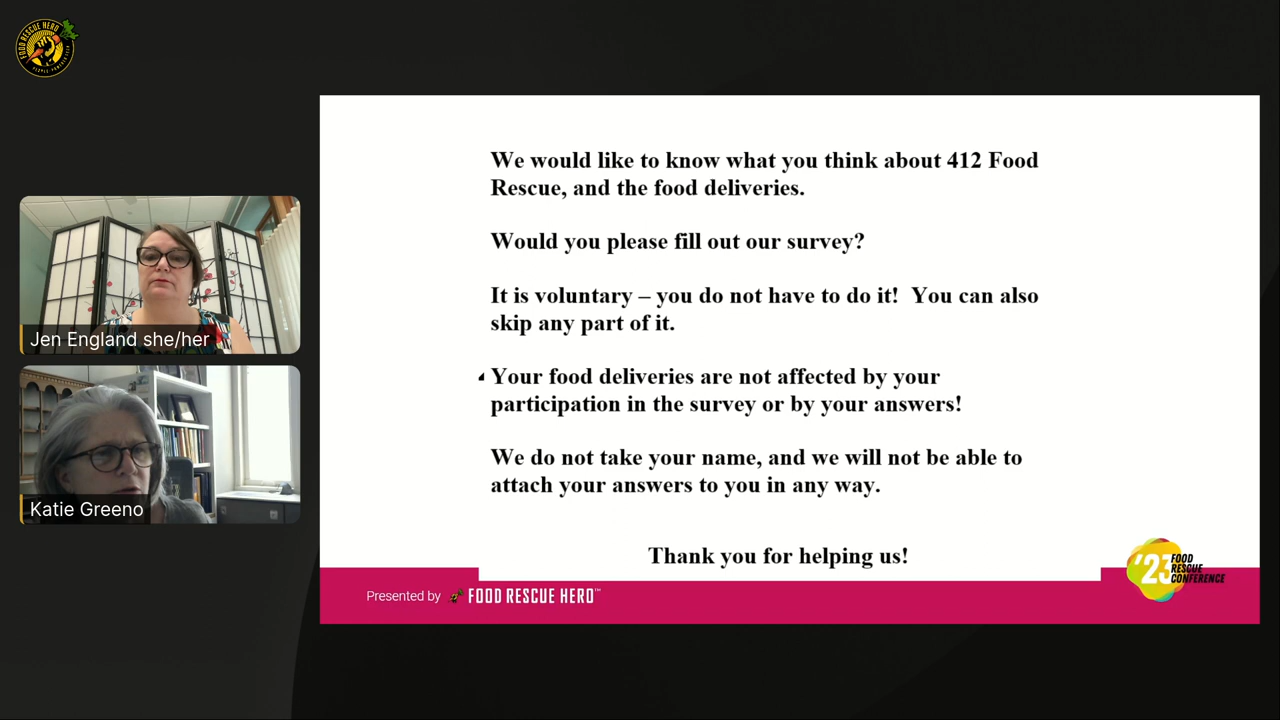 FOOD RESCUE HERO
PEOPLE POWERED
We would like to know what you think about 412 Food
Rescue, and the food deliveries.
Would you please fill out our survey?
It is voluntary – you do not have to do it!  You can also
skip any part of it.
Your food deliveries are not affected by your
participation in the survey or by your answers!
We do not take your name, and we will not be able to
attach your answers to you in any way.
Thank you for helping us!
Jen England she/her
Katie Greeno
Presented by FOOD RESCUE HERO™
'23 FOOD
RESCUE
CONFERENCE